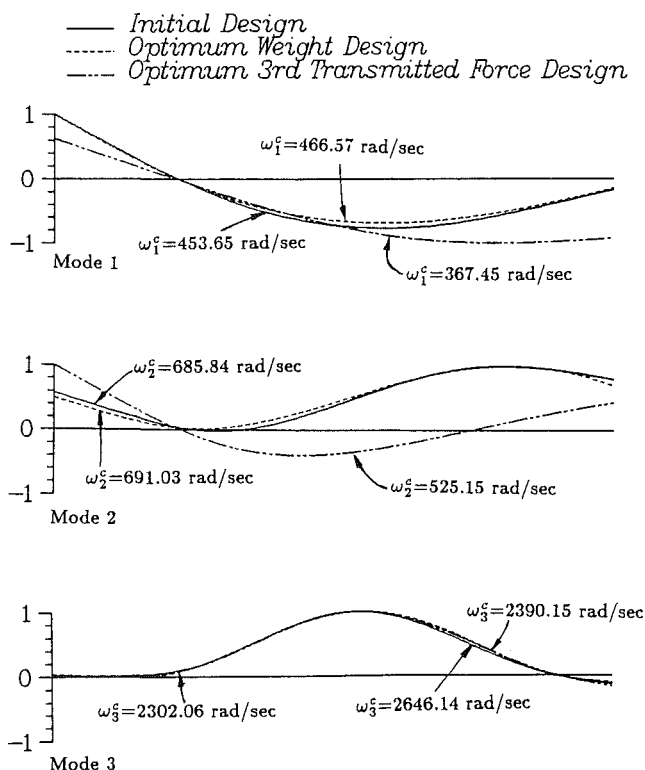 Initial Design
Optimum Weight Design
Optimum 3rd Transmitted Force Design
1
0
−1
ω₁ᶜ=466.57 rad/sec
ω₁ᶜ=453.65 rad/sec
ω₁ᶜ=367.45 rad/sec
Mode 1
1
0
−1
ω₂ᶜ=685.84 rad/sec
ω₂ᶜ=691.03 rad/sec
ω₂ᶜ=525.15 rad/sec
Mode 2
1
0
−1
ω₃ᶜ=2390.15 rad/sec
ω₃ᶜ=2302.06 rad/sec
ω₃ᶜ=2646.14 rad/sec
Mode 3